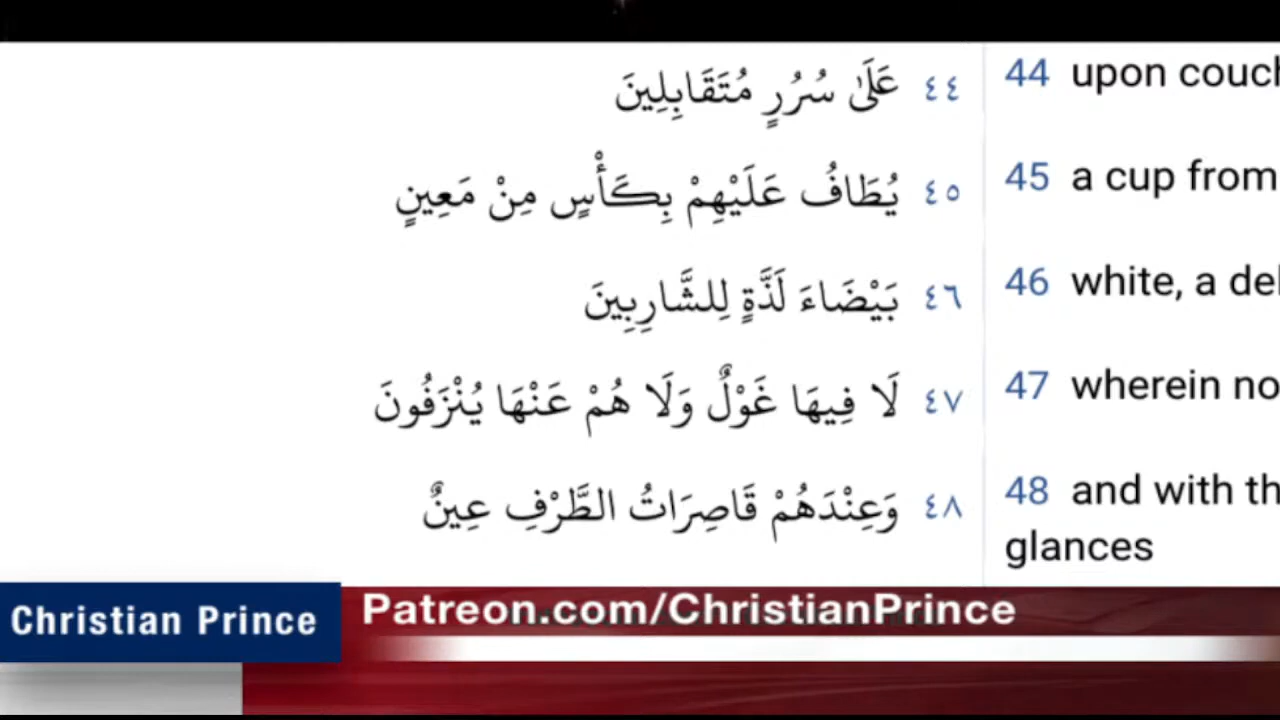 عَلَىٰ سُرُرٍ مُتَقَابِلِينَ ٤٤
44 upon couch
يُطَافُ عَلَيْهِمْ بِكَأْسٍ مِنْ مَعِينٍ ٤٥
45 a cup from
بَيْضَاءَ لَذَّةٍ لِلشَّارِبِينَ ٤٦
46 white, a del
لَا فِيهَا غَوْلٌ وَلَا هُمْ عَنْهَا يُنْزَفُونَ ٤٧
47 wherein no
وَعِنْدَهُمْ قَاصِرَاتُ الطَّرْفِ عِينٌ ٤٨
48 and with th
glances
Christian Prince
Patreon.com/ChristianPrince